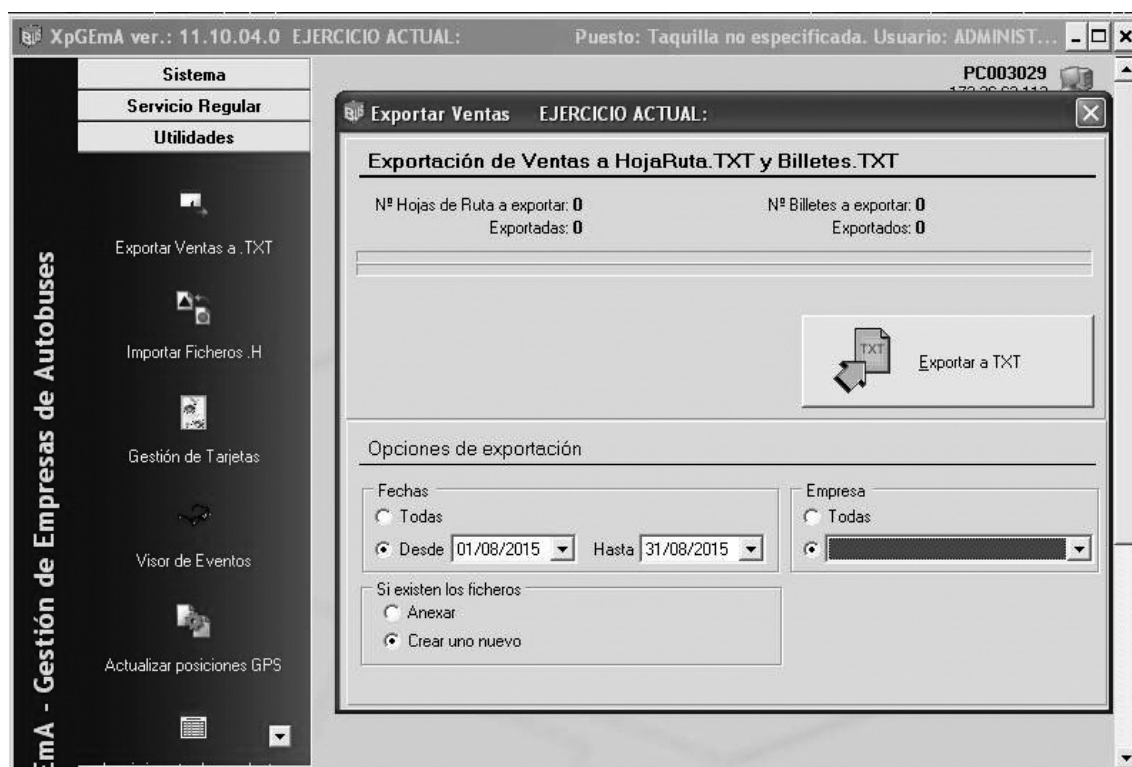 XpGEmA ver.: 11.10.04.0 EJERCICIO ACTUAL: Puesto: Taquilla no especificada. Usuario: ADMINIST...
EmA - Gestión de Empresas de Autobuses
Sistema
Servicio Regular
Utilidades
Exportar Ventas a .TXT
Importar Ficheros .H
Gestión de Tarjetas
Visor de Eventos
Actualizar posiciones GPS
PC003029
Exportar Ventas EJERCICIO ACTUAL:
Exportación de Ventas a HojaRuta.TXT y Billetes.TXT
Nº Hojas de Ruta a exportar: 0 Nº Billetes a exportar: 0
Exportadas: 0 Exportados: 0
TXT
Exportar a TXT
Opciones de exportación
Fechas
Todas
Desde 01/08/2015 Hasta 31/08/2015
Empresa
Todas
Si existen los ficheros
Anexar
Crear uno nuevo